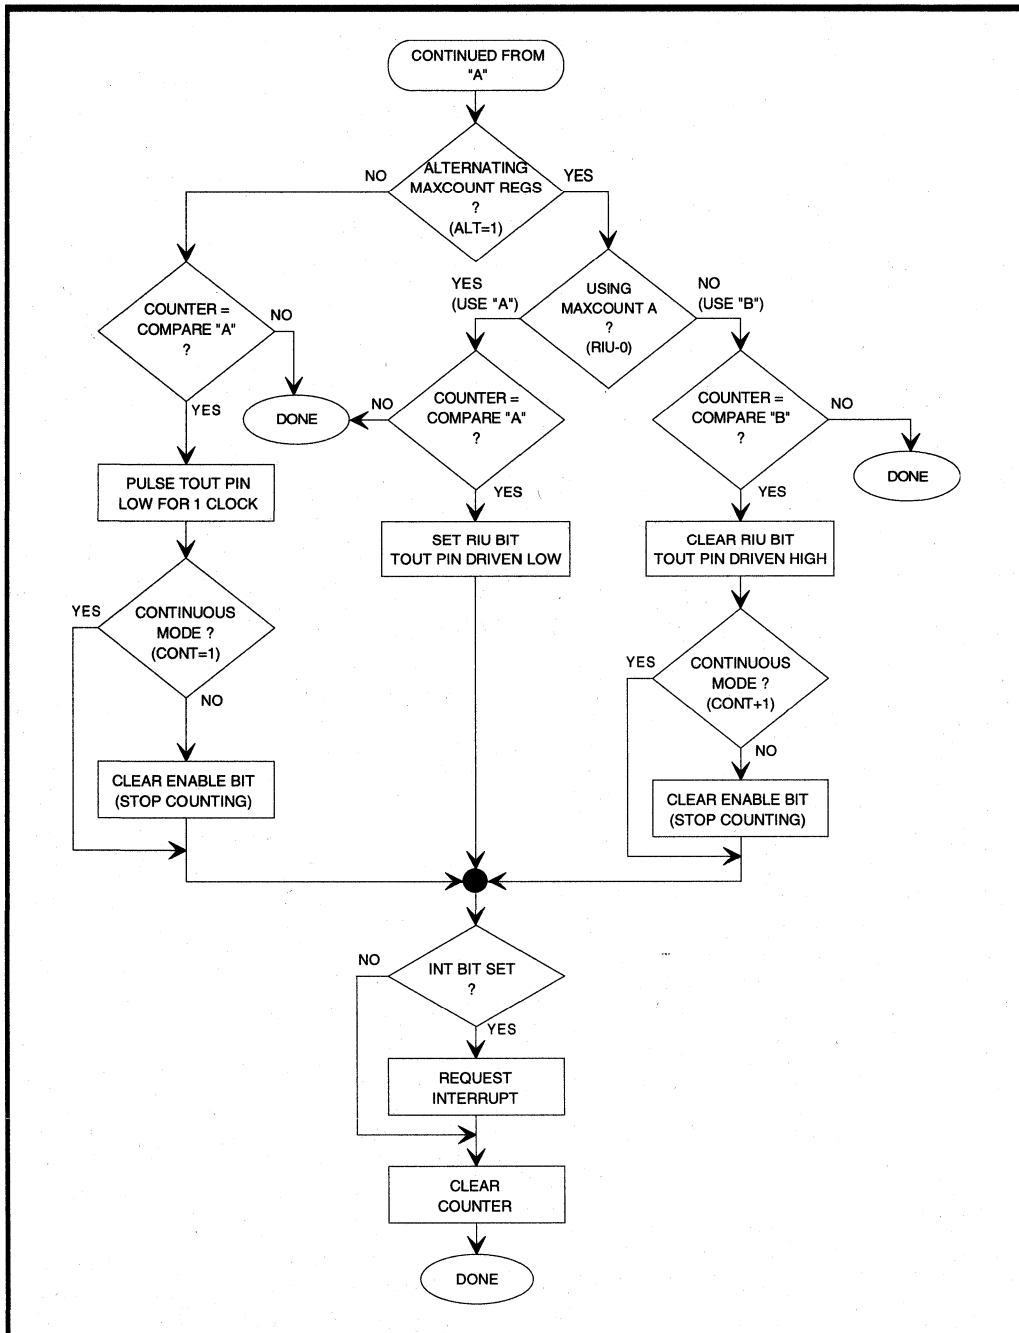 CONTINUED FROM
"A"
ALTERNATING
MAXCOUNT REGS
?
(ALT=1)
NO
YES
USING
MAXCOUNT A
?
(RIU-0)
YES
(USE "A")
NO
(USE "B")
COUNTER =
COMPARE "A"
?
NO
YES
DONE
COUNTER =
COMPARE "A"
?
NO
YES
COUNTER =
COMPARE "B"
?
NO
YES
DONE
PULSE TOUT PIN
LOW FOR 1 CLOCK
SET RIU BIT
TOUT PIN DRIVEN LOW
CLEAR RIU BIT
TOUT PIN DRIVEN HIGH
YES
CONTINUOUS
MODE ?
(CONT=1)
NO
YES
CONTINUOUS
MODE ?
(CONT+1)
NO
CLEAR ENABLE BIT
(STOP COUNTING)
CLEAR ENABLE BIT
(STOP COUNTING)
NO
INT BIT SET
?
YES
REQUEST
INTERRUPT
CLEAR
COUNTER
DONE